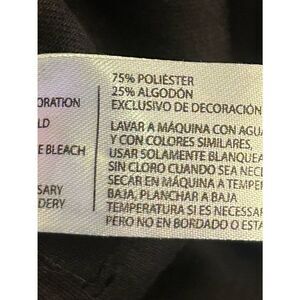 75% POLIÉSTER
25% ALGODÓN
EXCLUSIVO DE DECORACIÓN
LAVAR A MÁQUINA CON AGUA
Y CON COLORES SIMILARES,
USAR SOLAMENTE BLANQUEA
SIN CLORO CUANDO SEA NECE
SECAR EN MÁQUINA A TEMPER
BAJA, PLANCHAR A BAJA
TEMPERATURA SI ES NECESAR
PERO NO EN BORDADO O ESTA
ORATION
LD
E BLEACH
SARY
DERY